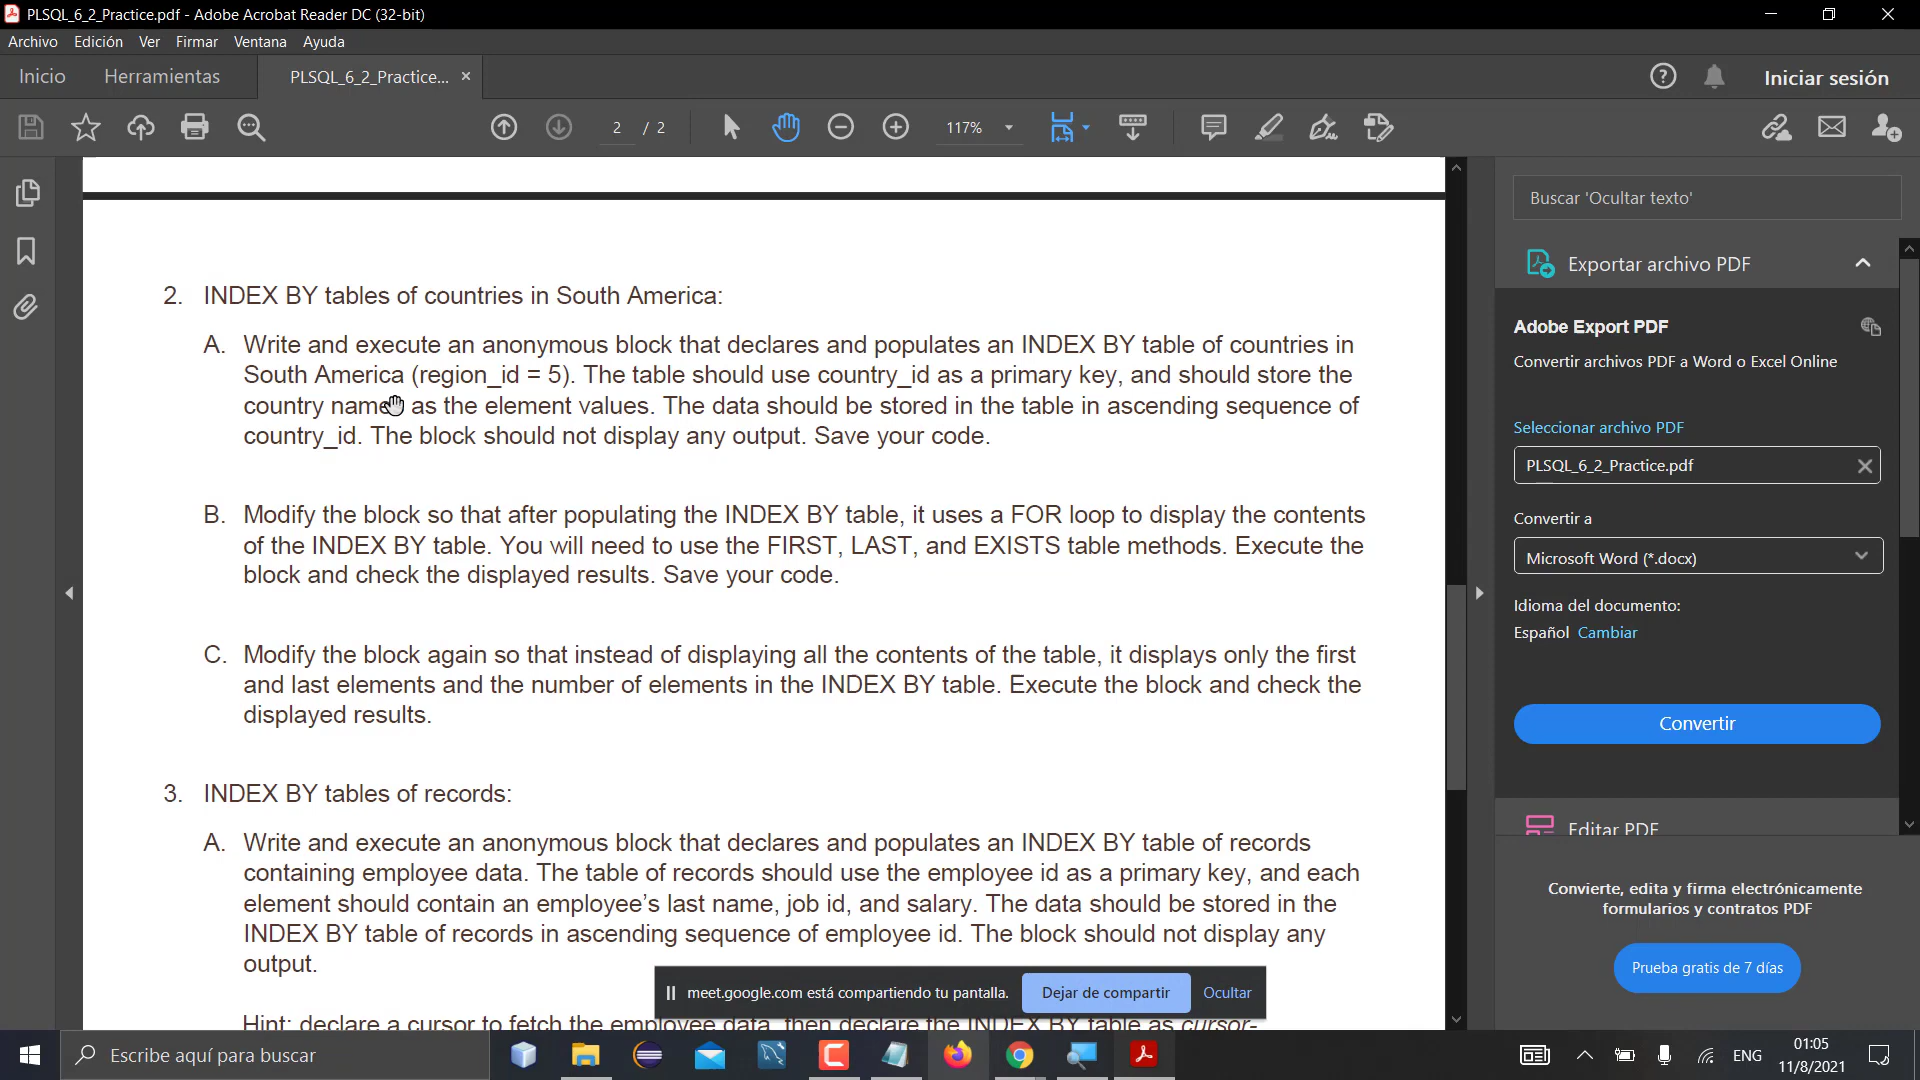 PLSQL_6_2_Practice.pdf - Adobe Acrobat Reader DC (32-bit)
Archivo Edición Ver Firmar Ventana Ayuda
Inicio Herramientas PLSQL_6_2_Practice... × Iniciar sesión
2 / 2 117%
2. INDEX BY tables of countries in South America:
A. Write and execute an anonymous block that declares and populates an INDEX BY table of countries in
South America (region_id = 5). The table should use country_id as a primary key, and should store the
country names as the element values. The data should be stored in the table in ascending sequence of
country_id. The block should not display any output. Save your code.
B. Modify the block so that after populating the INDEX BY table, it uses a FOR loop to display the contents
of the INDEX BY table. You will need to use the FIRST, LAST, and EXISTS table methods. Execute the
block and check the displayed results. Save your code.
C. Modify the block again so that instead of displaying all the contents of the table, it displays only the first
and last elements and the number of elements in the INDEX BY table. Execute the block and check the
displayed results.
3. INDEX BY tables of records:
A. Write and execute an anonymous block that declares and populates an INDEX BY table of records
containing employee data. The table of records should use the employee id as a primary key, and each
element should contain an employee’s last name, job id, and salary. The data should be stored in the
INDEX BY table of records in ascending sequence of employee id. The block should not display any
output.
Hint: declare a cursor to fetch the employee data, then declare the INDEX BY table as cursor-
Buscar 'Ocultar texto'
Exportar archivo PDF
Adobe Export PDF
Convertir archivos PDF a Word o Excel Online
Seleccionar archivo PDF
PLSQL_6_2_Practice.pdf
Convertir a
Microsoft Word (*.docx)
Idioma del documento:
Español Cambiar
Convertir
Editar PDF
Convierte, edita y firma electrónicamente
formularios y contratos PDF
Prueba gratis de 7 días
meet.google.com está compartiendo tu pantalla. Dejar de compartir Ocultar
Escribe aquí para buscar
ENG
01:05
11/8/2021